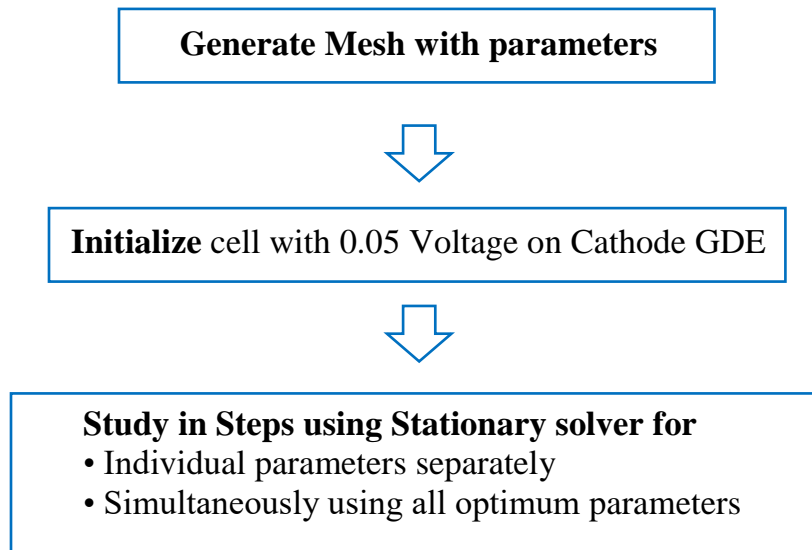 Generate Mesh with parameters
Initialize cell with 0.05 Voltage on Cathode GDE
Study in Steps using Stationary solver for
• Individual parameters separately
• Simultaneously using all optimum parameters